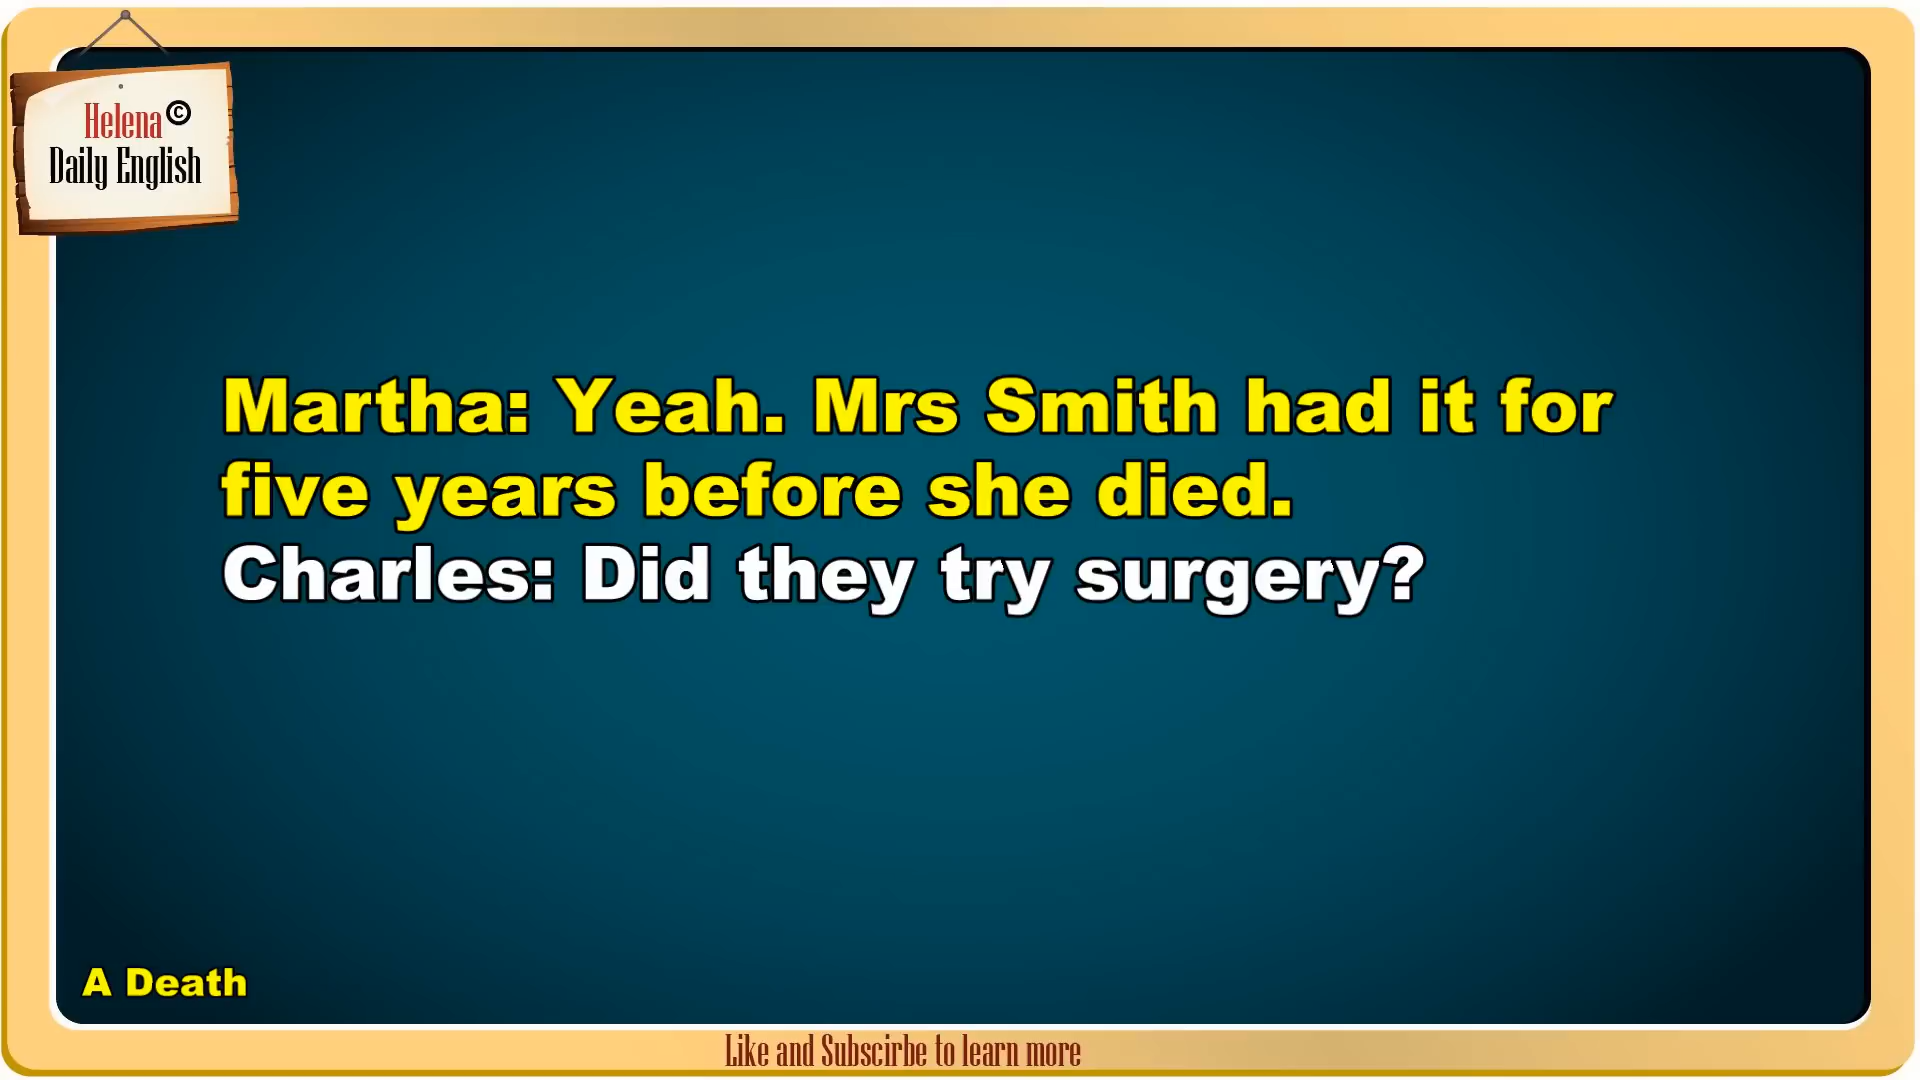 Helena©
Daily English
Martha: Yeah. Mrs Smith had it for
five years before she died.
Charles: Did they try surgery?
A Death
Like and Subscirbe to learn more